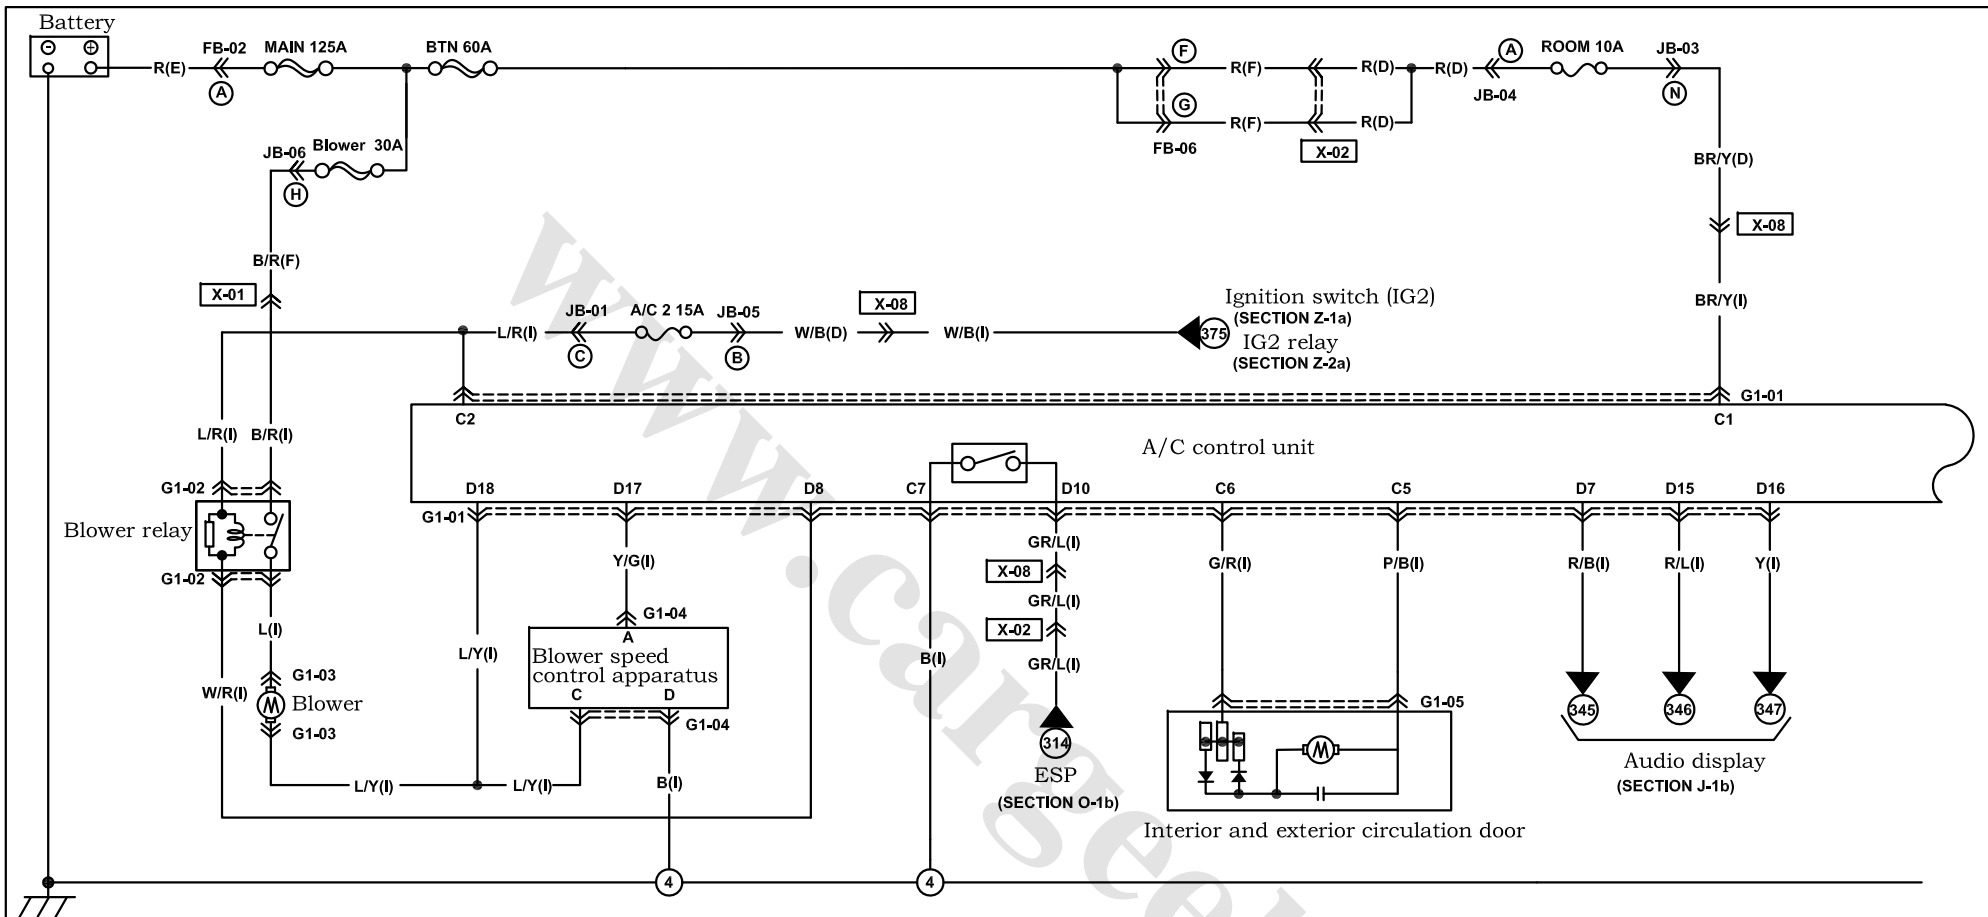 Battery
FB-02
MAIN 125A
BTN 60A
F
A
ROOM 10A
JB-03
R(E)
R(F)
R(D)
R(D)
A
G
JB-04
N
R(F)
R(D)
FB-06
X-02
JB-06
Blower 30A
H
BR/Y(D)
X-08
B/R(F)
X-01
JB-01
A/C 2 15A
JB-05
X-08
Ignition switch (IG2)
(SECTION Z-1a)
BR/Y(I)
L/R(I)
W/B(D)
W/B(I)
375
IG2 relay
(SECTION Z-2a)
C
B
G1-01
C2
C1
L/R(I)
B/R(I)
A/C control unit
G1-02
D18
D17
D8
C7
D10
C6
C5
D7
D15
D16
G1-01
Blower relay
GR/L(I)
G1-02
Y/G(I)
X-08
G/R(I)
P/B(I)
R/B(I)
R/L(I)
Y(I)
GR/L(I)
G1-04
L(I)
A
X-02
L/Y(I)
Blower speed
control apparatus
B(I)
GR/L(I)
G1-03
W/R(I)
C
D
Blower
M
G1-05
G1-04
G1-03
345
346
347
314
M
ESP
(SECTION O-1b)
Audio display
(SECTION J-1b)
L/Y(I)
L/Y(I)
B(I)
Interior and exterior circulation door
4
4